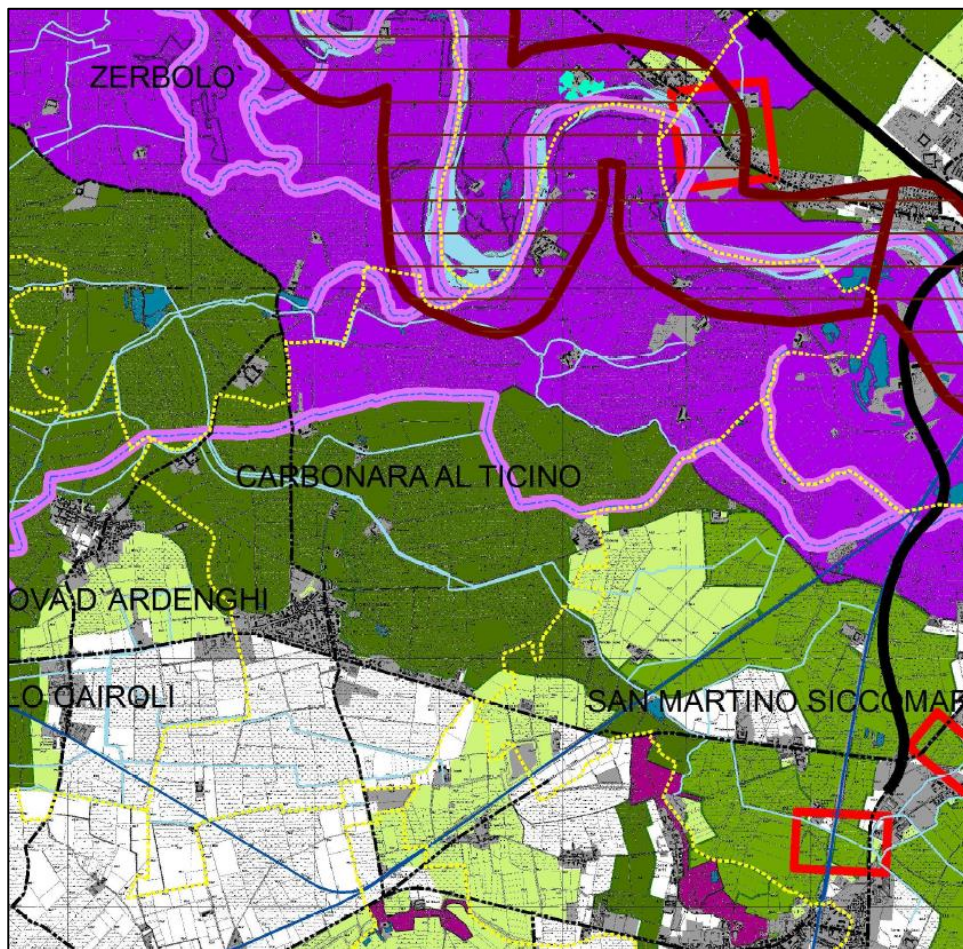 ZERBOLO`
CARBONARA AL TICINO
OVA D`ARDENGHI
LO CAIROLI
SAN MARTINO SICCOMAR